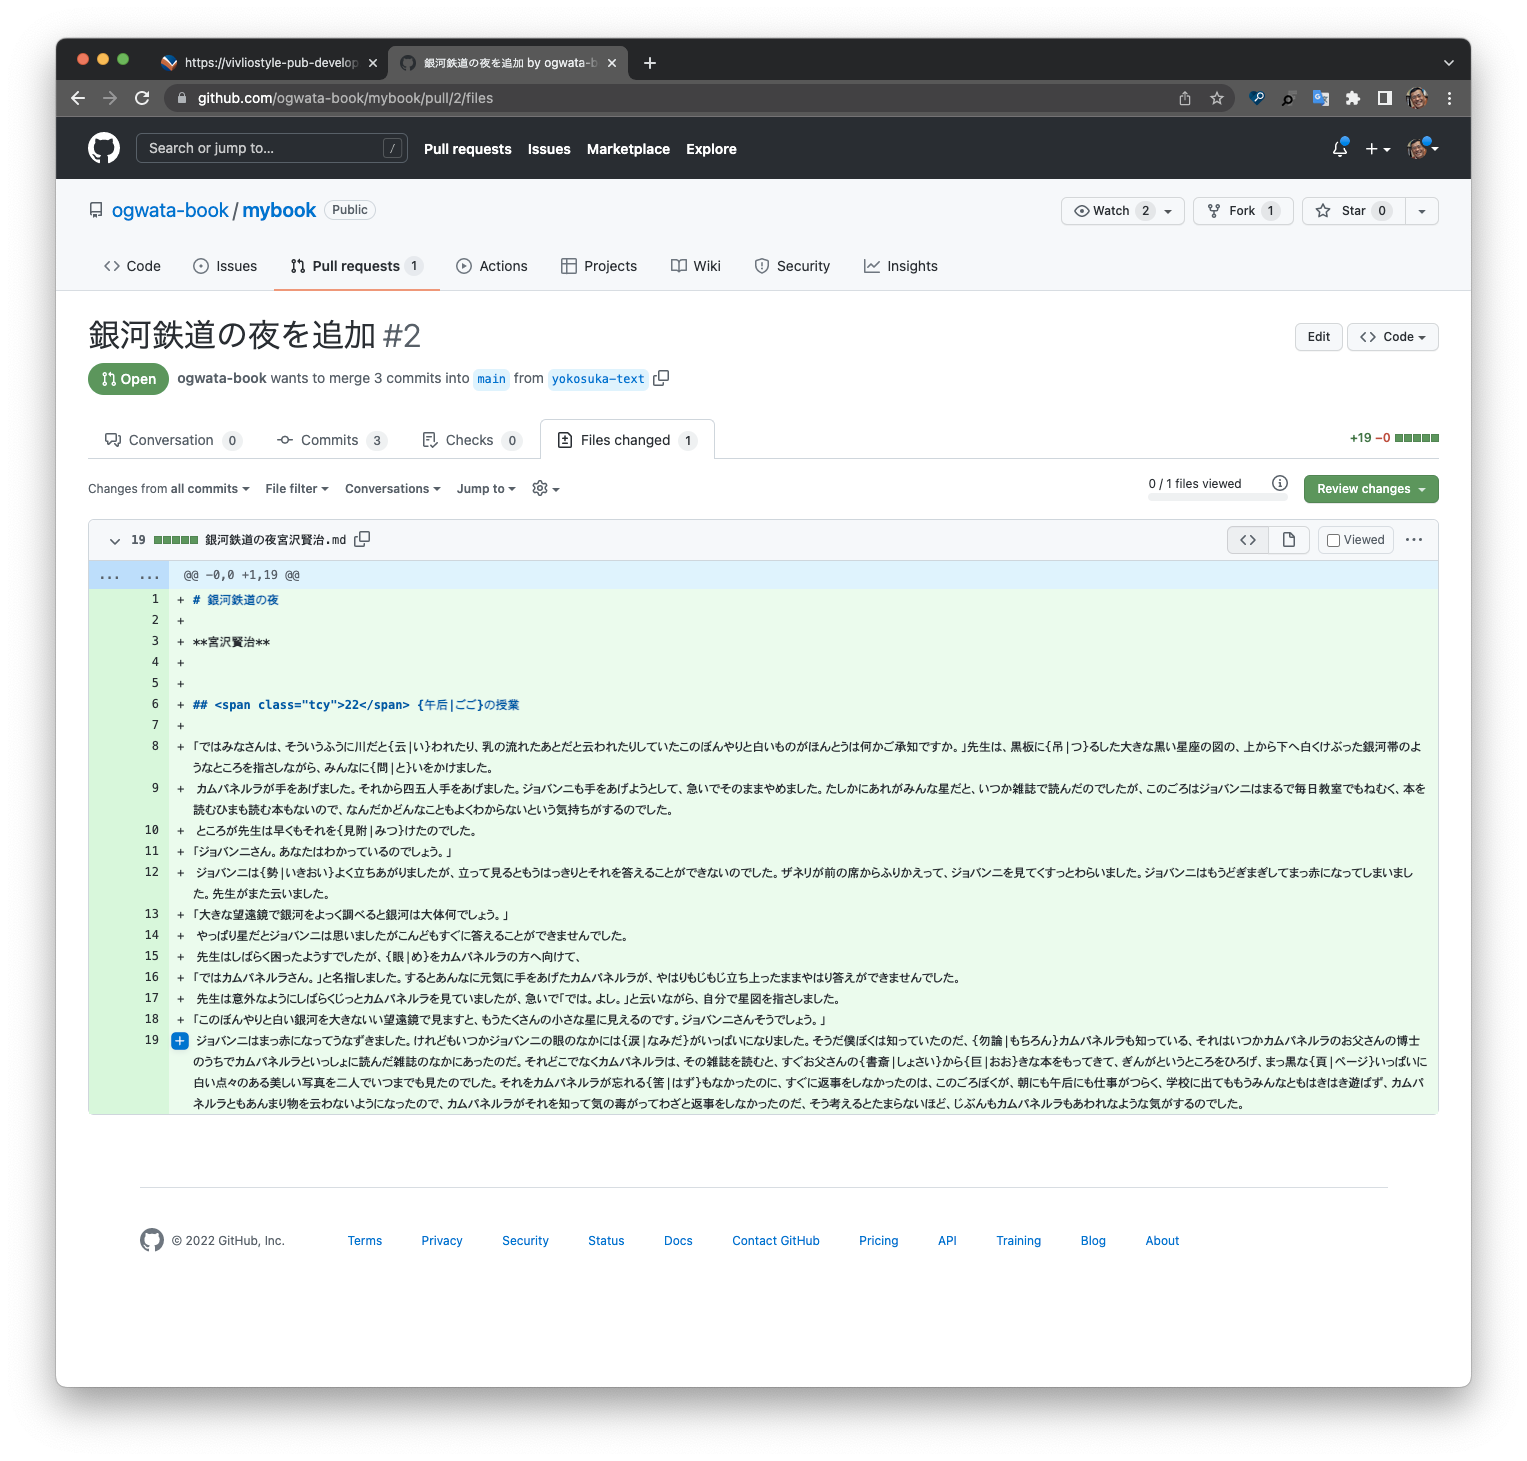 https://vivliostyle-pub-develop
銀河鉄道の夜を追加 by ogwata-b
github.com/ogwata-book/mybook/pull/2/files
Search or jump to... /
Pull requests Issues Marketplace Explore
ogwata-book / mybook Public
Watch 2 Fork 1 Star 0
Code Issues Pull requests 1 Actions Projects Wiki Security Insights
銀河鉄道の夜を追加 #2
Edit Code
Open ogwata-book wants to merge 3 commits into main from yokosuka-text
Conversation 0 Commits 3 Checks 0 Files changed 1
+19 −0
Changes from all commits File filter Conversations Jump to
0 / 1 files viewed Review changes
19 銀河鉄道の夜宮沢賢治.md
Viewed
... ... @@ -0,0 +1,19 @@
1 + # 銀河鉄道の夜
2 +
3 + **宮沢賢治**
4 +
5 +
6 + ## <span class="tcy">22</span> {午后|ごご}の授業
7 +
8 + 「ではみなさんは、そういうふうに川だと{云|い}われたり、乳の流れたあとだと云われたりしていたこのぼんやりと白いものがほんとうは何かご承知ですか。」先生は、黒板に{吊|つ}るした大きな黒い星座の図の、上から下へ白くけぶった銀河帯のよ
うなところを指さしながら、みんなに{問|と}いをかけました。
9 + カムパネルラが手をあげました。それから四五人手をあげました。ジョバンニも手をあげようとして、急いでそのままやめました。たしかにあれがみんな星だと、いつか雑誌で読んだのでしたが、このごろはジョバンニはまるで毎日教室でもねむく、本を
読むひまも読む本もないので、なんだかどんなこともよくわからないという気持ちがするのでした。
10 + ところが先生は早くもそれを{見附|みつ}けたのでした。
11 + 「ジョバンニさん。あなたはわかっているのでしょう。」
12 + ジョバンニは{勢|いきおい}よく立ちあがりましたが、立って見るともうはっきりとそれを答えることができないのでした。ザネリが前の席からふりかえって、ジョバンニを見てくすっとわらいました。ジョバンニはもうどぎまぎしてまっ赤になってしまいまし
た。先生がまた云いました。
13 + 「大きな望遠鏡で銀河をよっく調べると銀河は大体何でしょう。」
14 + やっぱり星だとジョバンニは思いましたがこんどもすぐに答えることができませんでした。
15 + 先生はしばらく困ったようすでしたが、{眼|め}をカムパネルラの方へ向けて、
16 + 「ではカムパネルラさん。」と名指しました。するとあんなに元気に手をあげたカムパネルラが、やはりもじもじ立ち上ったままやはり答えができませんでした。
17 + 先生は意外なようにしばらくじっとカムパネルラを見ていましたが、急いで「では。よし。」と云いながら、自分で星図を指さしました。
18 + 「このぼんやりと白い銀河を大きないい望遠鏡で見ますと、もうたくさんの小さな星に見えるのです。ジョバンニさんそうでしょう。」
19 + ジョバンニはまっ赤になってうなずきました。けれどもいつかジョバンニの眼のなかには{涙|なみだ}がいっぱいになりました。そうだ僕ぼくは知っていたのだ、{勿論|もちろん}カムパネルラも知っている、それはいつかカムパネルラのお父さんの博士
のうちでカムパネルラといっしょに読んだ雑誌のなかにあったのだ。それどこでなくカムパネルラは、その雑誌を読むと、すぐお父さんの{書斎|しょさい}から{巨|おお}きな本をもってきて、ぎんがというところをひろげ、まっ黒な{頁|ページ}いっぱいに
白い点々のある美しい写真を二人でいつまでも見たのでした。それをカムパネルラが忘れる{筈|はず}もなかったのに、すぐに返事をしなかったのは、このごろぼくが、朝にも午后にも仕事がつらく、学校に出てももうみんなともはきはき遊ばず、カムパ
ネルラともあんまり物を云わないようになったので、カムパネルラがそれを知って気の毒がってわざと返事をしなかったのだ、そう考えるとたまらないほど、じぶんもカムパネルラもあわれなような気がするのでした。
© 2022 GitHub, Inc. Terms Privacy Security Status Docs Contact GitHub Pricing API Training Blog About